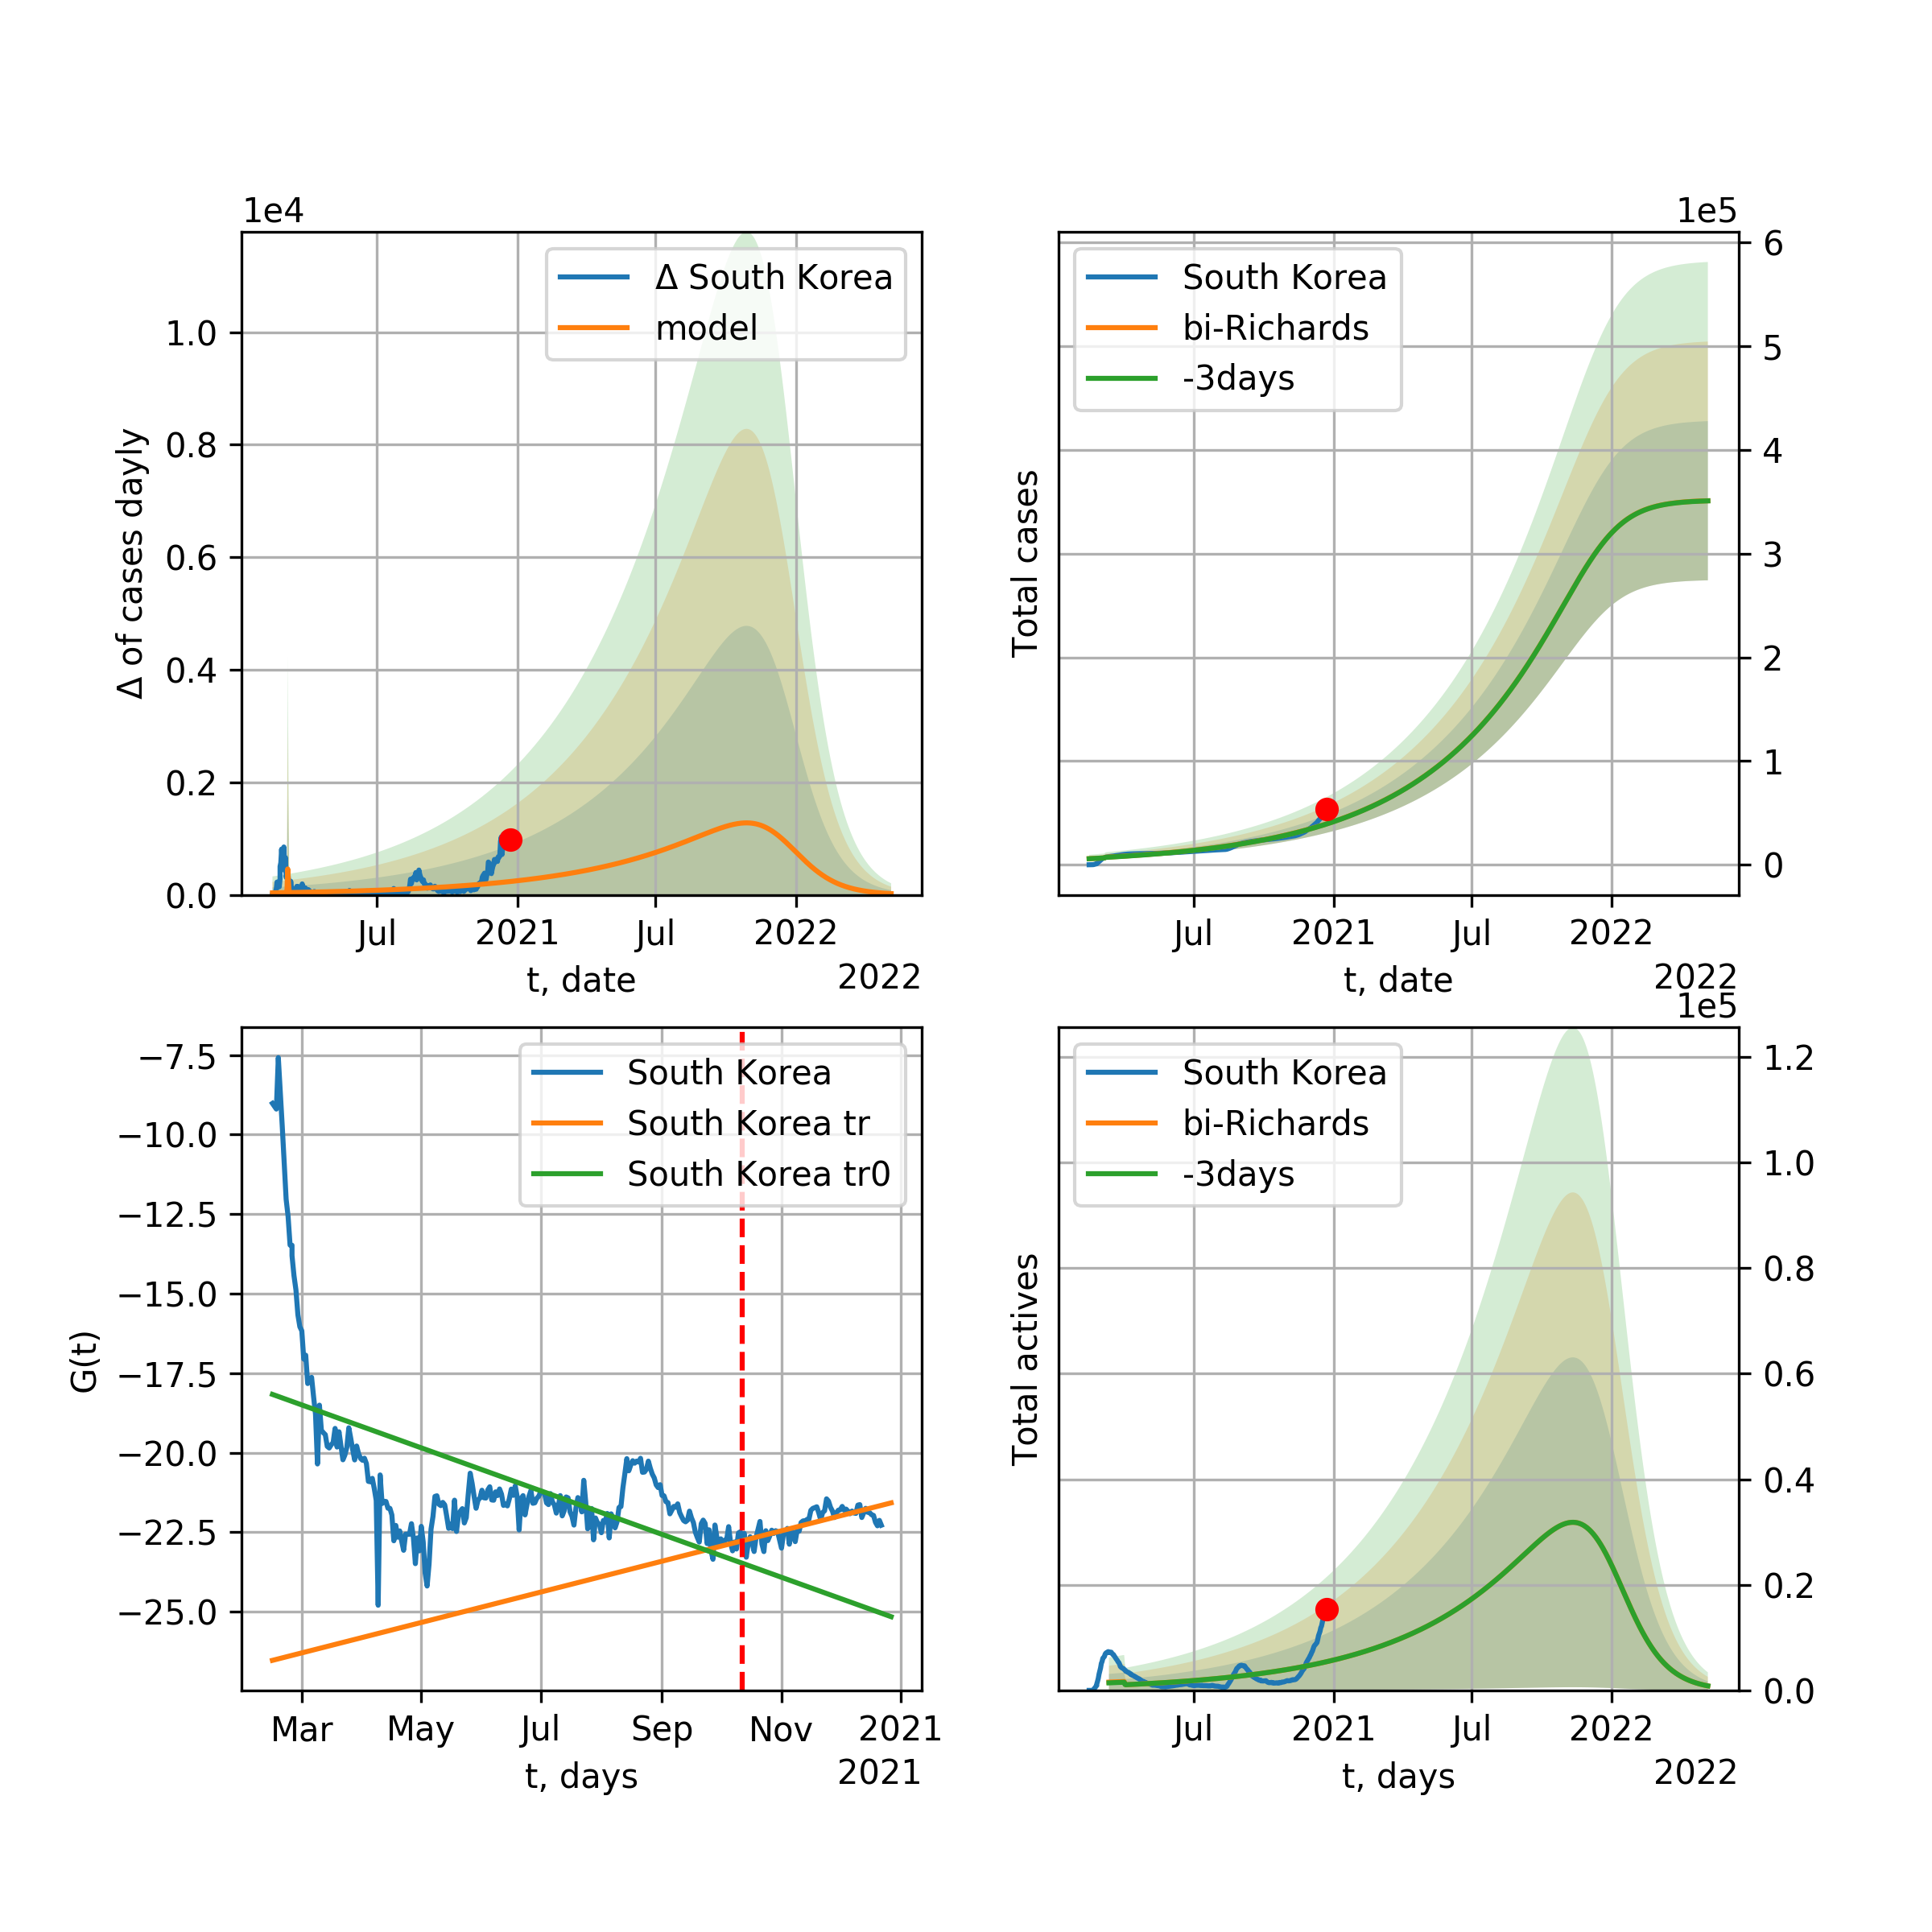 1e4
Δ of cases dayly
1.0
0.8
0.6
0.4
0.2
0.0
Δ South Korea
model
Jul 2021 Jul 2022
t, date
2022
1e5
Total cases
South Korea
bi-Richards
-3days
6
5
4
3
2
1
0
Jul 2021 Jul 2022
t, date
2022
G(t)
−7.5
−10.0
−12.5
−15.0
−17.5
−20.0
−22.5
−25.0
South Korea
South Korea tr
South Korea tr0
Mar May Jul Sep Nov 2021
t, days
2021
1e5
Total actives
South Korea
bi-Richards
-3days
1.2
1.0
0.8
0.6
0.4
0.2
0.0
Jul 2021 Jul 2022
t, days
2022